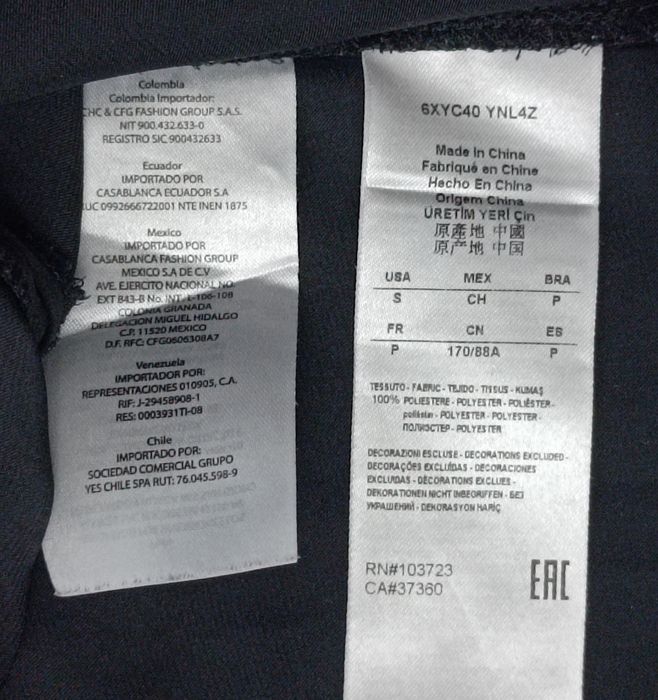 Colombia
Colombia Importador:
CHC & CFG FASHION GROUP S.A.S.
NIT 900.432.633-0
REGISTRO SIC 900432633
Ecuador
IMPORTADO POR
CASABLANCA ECUADOR S.A
UC 0992666722001 NTE INEN 1875
Mexico
IMPORTADO POR
CASABLANCA FASHION GROUP
MEXICO S.A DE C.V
AVE. EJERCITO NACIONAL NO.
EXT 843-B No. INT. L-106-108
COLONIA GRANADA
DELEGACION MIGUEL HIDALGO
C.P. 11520 MEXICO
D.F. RFC: CFG0606308A7
Venezuela
IMPORTADOR POR:
REPRESENTACIONES 010905, C.A.
RIF: J-29458908-1
RES: 0003931TI-08
Chile
IMPORTADO POR:
SOCIEDAD COMERCIAL GRUPO
YES CHILE SPA RUT: 76.045.598-9
6XYC40 YNL4Z
Made In China
Fabriqué en Chine
Hecho En China
Origem China
ÜRETİM YERİ Çin
原產地 中國
原产地 中国
USA MEX BRA
S CH P
FR CN ES
P 170/88A P
TESSUTO - FABRIC - TEJIDO - TISSUS - KUMAŞ
100% POLIESTERE - POLYESTER - POLIÉSTER -
polüstır - POLYESTER - POLYESTER -
ПОЛИЭСТЕР - POLYESTER
DECORAZIONI ESCLUSE - DECORATIONS EXCLUDED -
DECORAÇÕES EXCLUÍDAS - DECORACIONES
EXCLUIDAS - DÉCORATIONS EXCLUES -
DEKORATIONEN NICHT INBEGRIFFEN - БЕЗ
УКРАШЕНИЙ - DEKORASYON HARİÇ
RN#103723
CA#37360
EAC